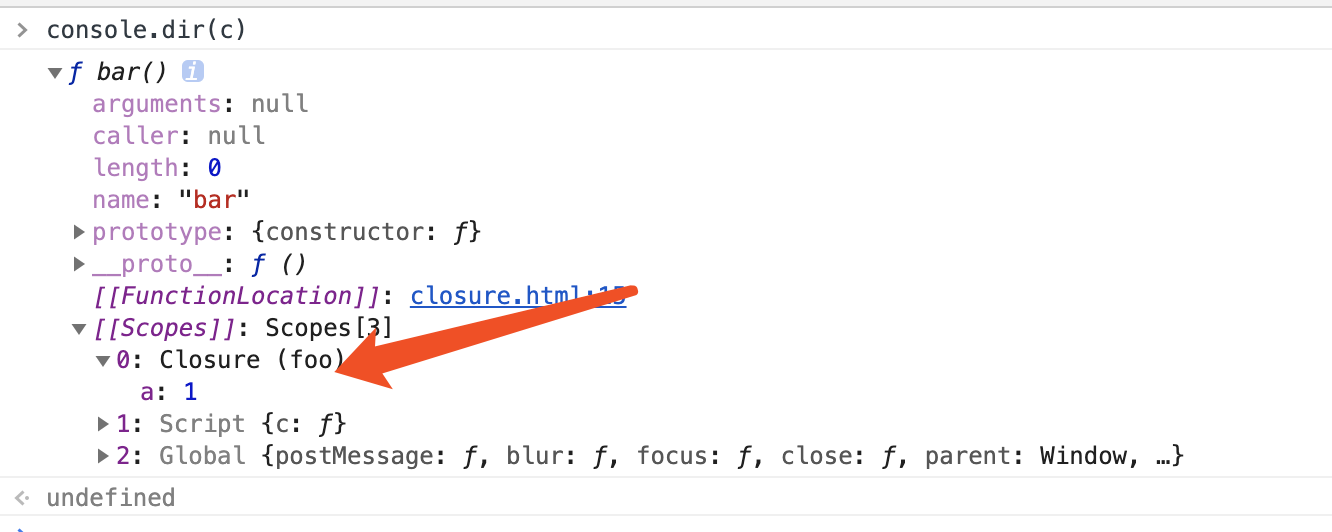 > console.dir(c)
▼ ƒ bar() i
arguments: null
caller: null
length: 0
name: "bar"
▶ prototype: {constructor: ƒ}
▶ __proto__: ƒ ()
[[FunctionLocation]]: closure.html:15
▼ [[Scopes]]: Scopes[3]
▼ 0: Closure (foo)
a: 1
▶ 1: Script {c: ƒ}
▶ 2: Global {postMessage: ƒ, blur: ƒ, focus: ƒ, close: ƒ, parent: Window, …}
undefined